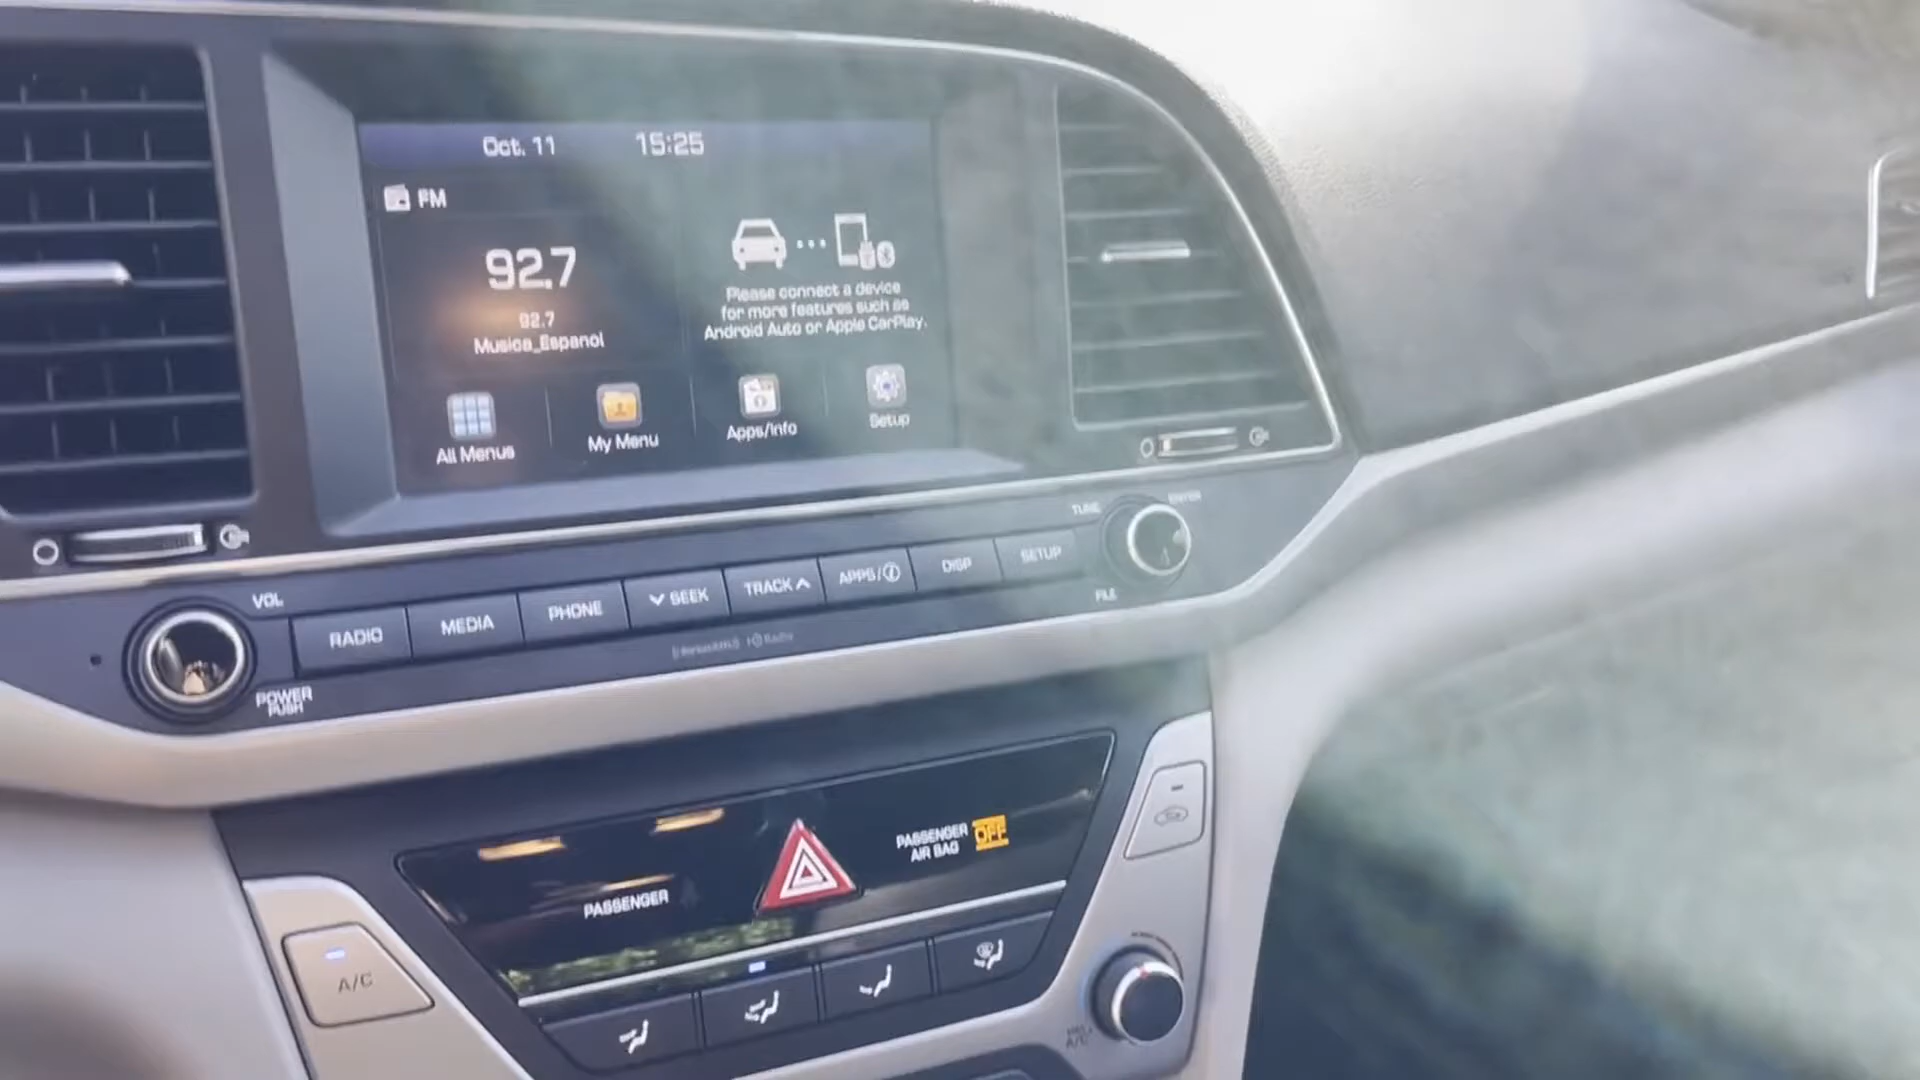 Oct. 11 15:25
FM
92.7
92.7
Musica_Espanol
Please connect a device
for more features such as
Android Auto or Apple CarPlay.
All Menus
My Menu
Apps/Info
Setup
TUNE
ENTER
FILE
VOL
POWER
PUSH
RADIO
MEDIA
PHONE
SEEK
TRACK
APPS/i
DISP
SETUP
Radio
PASSENGER
AIR BAG
OFF
PASSENGER
A/C
A/C